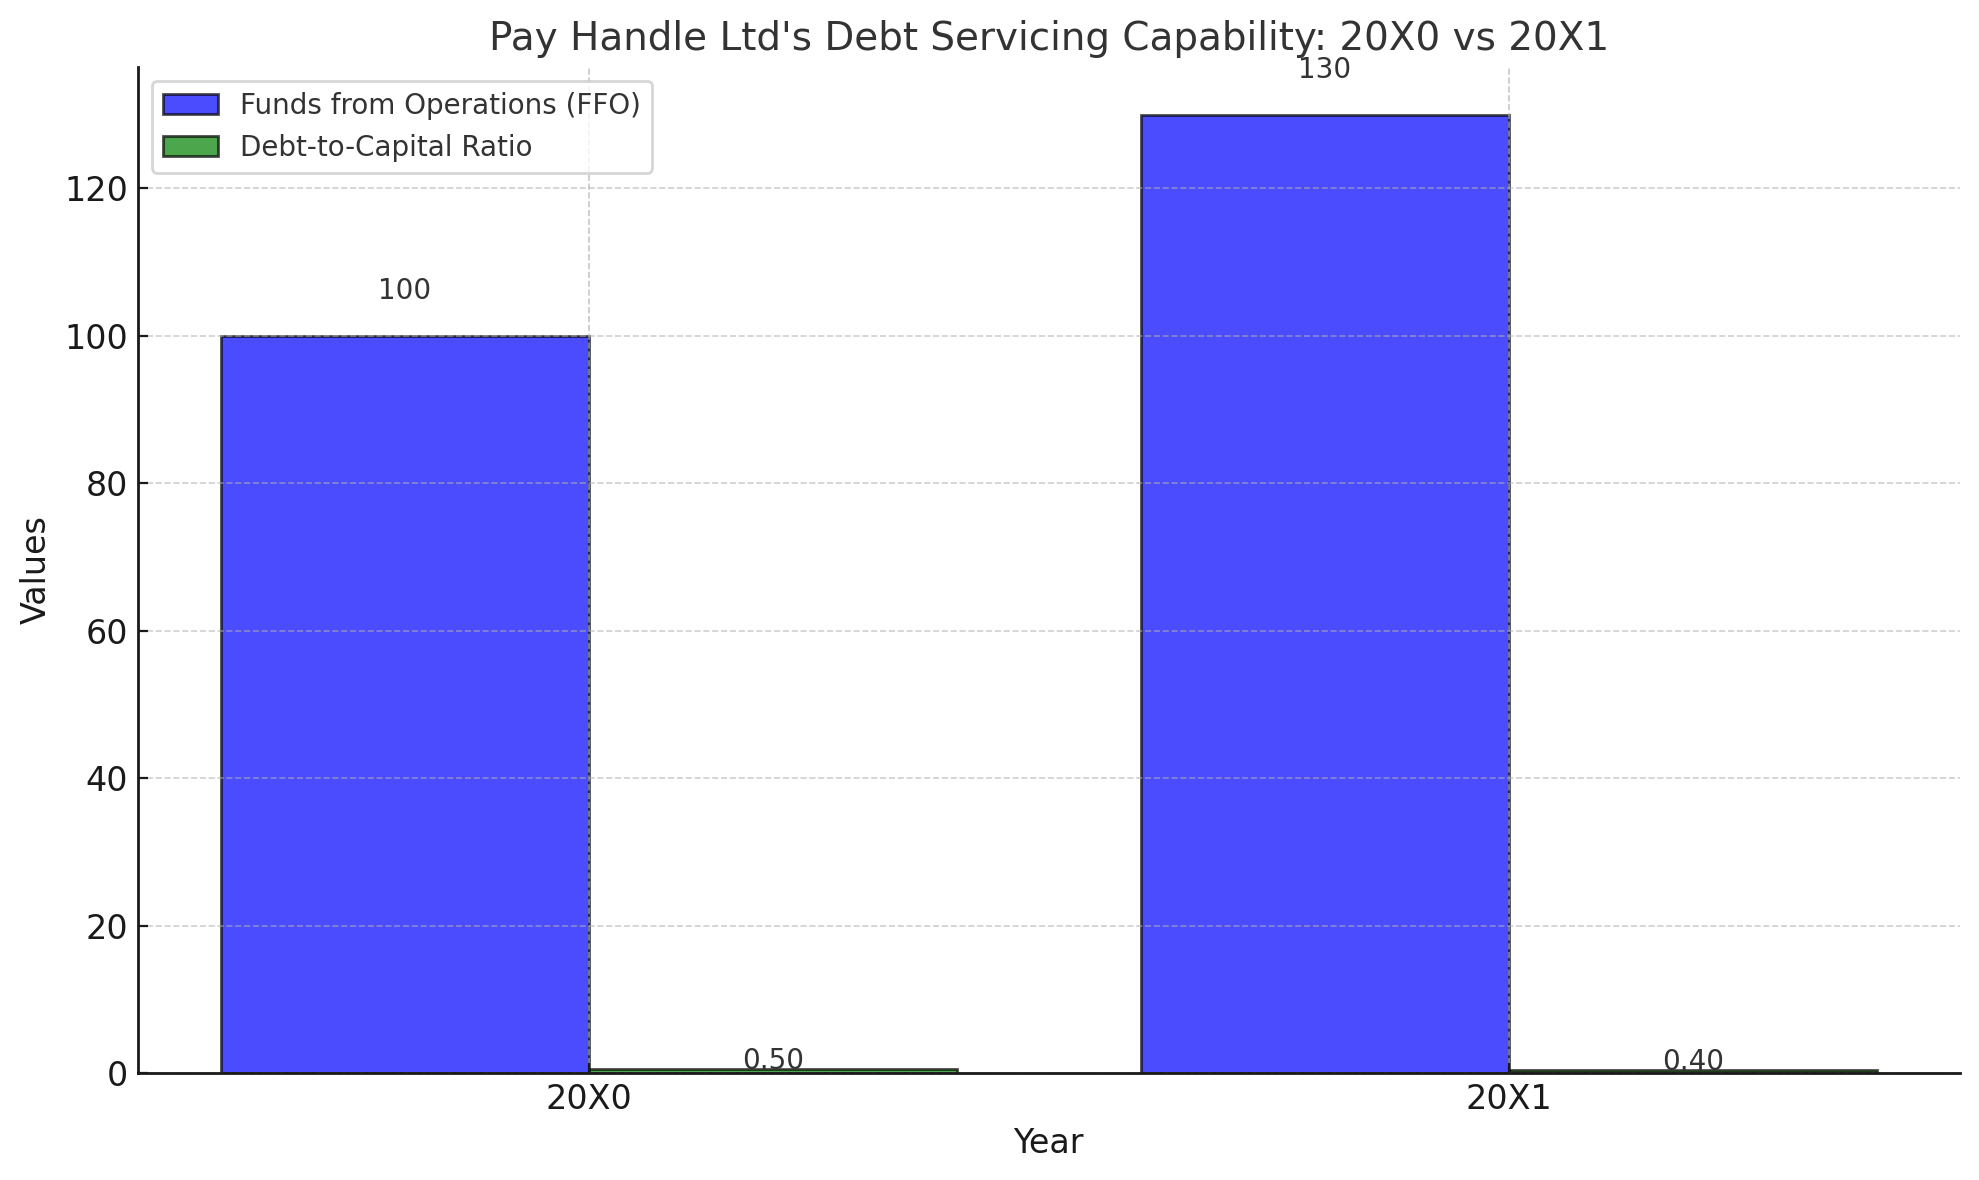 Pay Handle Ltd's Debt Servicing Capability: 20X0 vs 20X1
Funds from Operations (FFO)
Debt-to-Capital Ratio
130
100
0.50
0.40
120
100
80
60
40
20
0
Values
20X0
20X1
Year